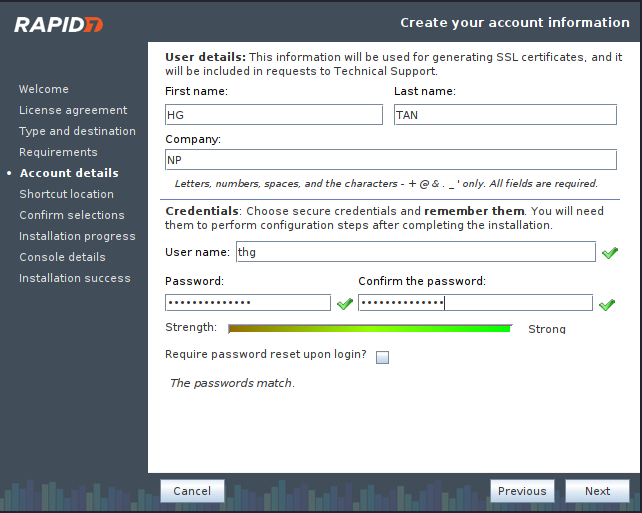 RAPID7
Create your account information
Welcome
License agreement
Type and destination
Requirements
• Account details
Shortcut location
Confirm selections
Installation progress
Console details
Installation success
User details: This information will be used for generating SSL certificates, and it
will be included in requests to Technical Support.
First name:
Last name:
HG
TAN
Company:
NP
Letters, numbers, spaces, and the characters - + @ & . _ ' only. All fields are required.
Credentials: Choose secure credentials and remember them. You will need
them to perform configuration steps after completing the installation.
User name: thg
Password:
Confirm the password:
••••••••••••••
••••••••••••••
Strength:
Strong
Require password reset upon login?
The passwords match.
Cancel
Previous
Next